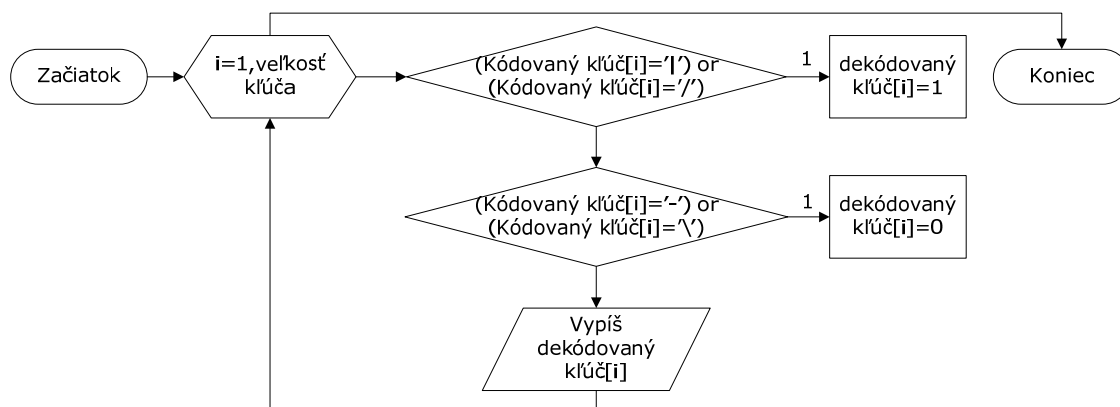 Začiatok
i=1,veľkosť
kľúča
(Kódovaný kľúč[i]='|') or
(Kódovaný kľúč[i]='/')
1
dekódovaný
kľúč[i]=1
Koniec
(Kódovaný kľúč[i]='-') or
(Kódovaný kľúč[i]='\')
1
dekódovaný
kľúč[i]=0
Vypíš
dekódovaný
kľúč[i]